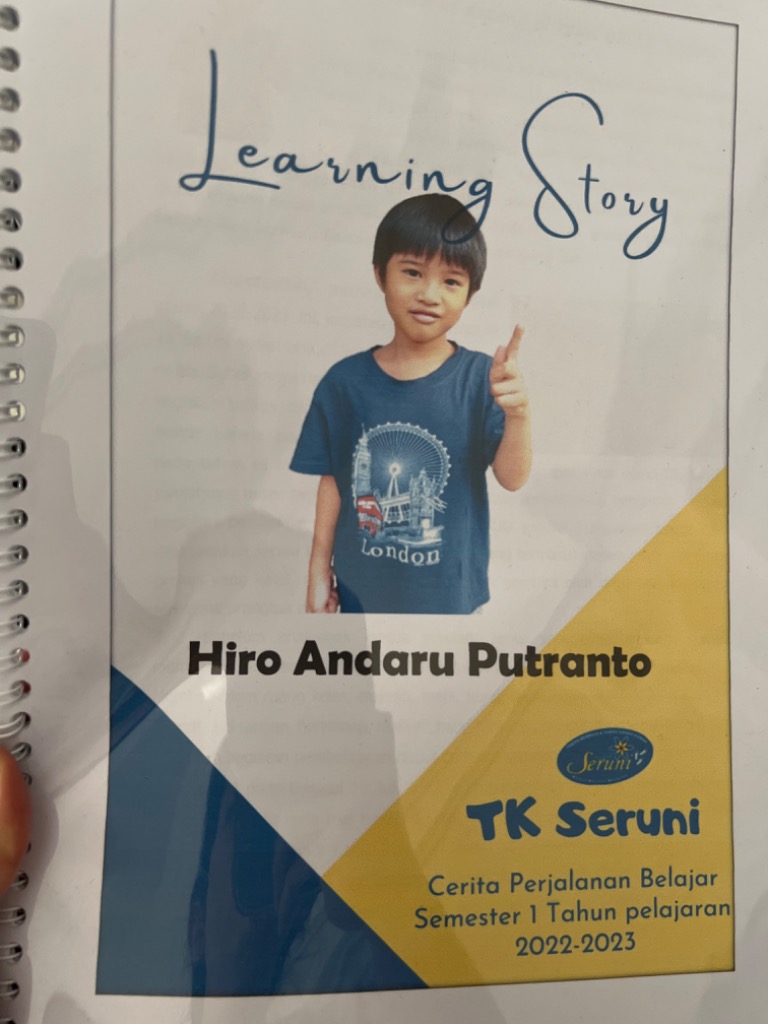 Learning Story
London
Hiro Andaru Putranto
Seruni
TK Seruni
Cerita Perjalanan Belajar
Semester 1 Tahun pelajaran
2022-2023